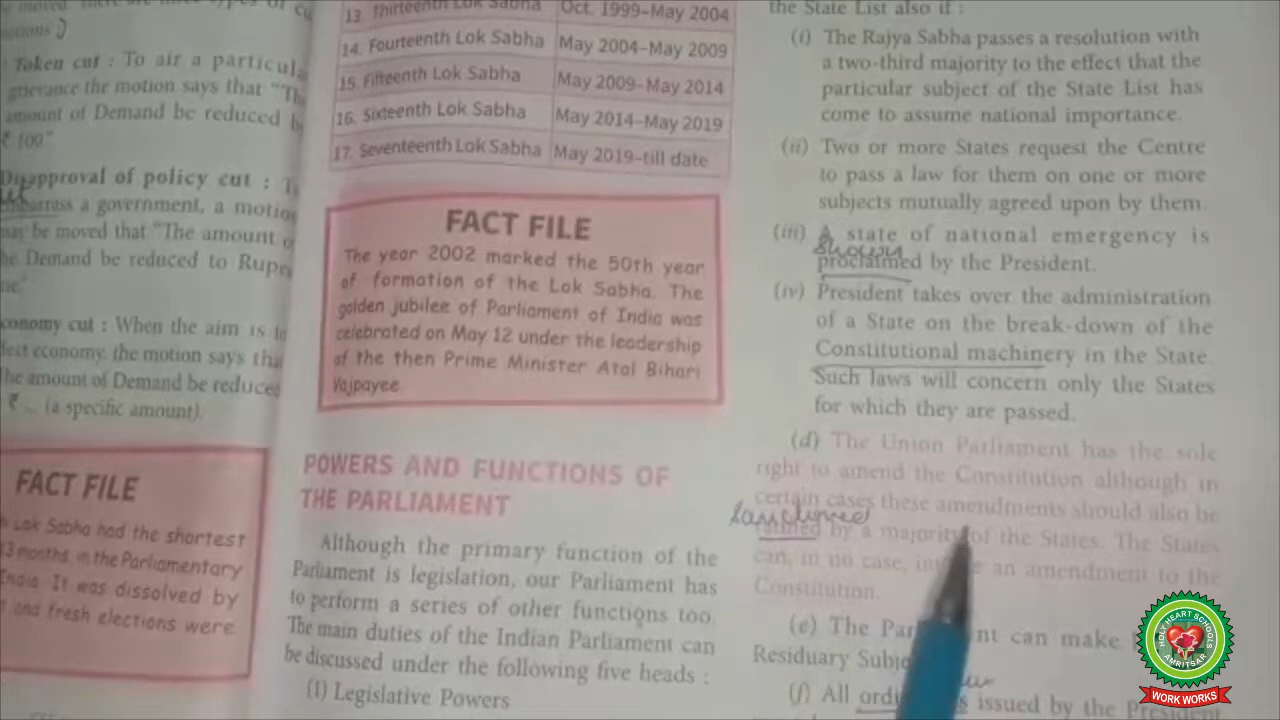 Token cut : To air a
grievance the motion says that
amount of Demand be reduced
₹ 100"
Disapproval of policy cut :
a government, a
may be moved that "The amount
Demand be reduced to
cut : When the aim is to
economy, the motion says
amount of Demand be reduced
₹ ... (a specific amount).
FACT FILE
Lok Sabha had the shortest
13 months, in the Parliamentary
India. It was dissolved by
and fresh elections were
13. Thirteenth Lok Sabha Oct. 1999–May 2004
14. Fourteenth Lok Sabha May 2004–May 2009
15. Fifteenth Lok Sabha May 2009–May 2014
16. Sixteenth Lok Sabha May 2014–May 2019
17. Seventeenth Lok Sabha May 2019–till date
FACT FILE
The year 2002 marked the 50th year
of formation of the Lok Sabha. The
golden jubilee of Parliament of India was
celebrated on May 12 under the leadership
of the then Prime Minister Atal Bihari
Vajpayee.
POWERS AND FUNCTIONS OF
THE PARLIAMENT
Although the primary function of the
Parliament is legislation, our Parliament has
to perform a series of other functions too.
The main duties of the Indian Parliament can
be discussed under the following five heads :
(1) Legislative Powers
the State List also if :
(i) The Rajya Sabha passes a resolution with
a two-third majority to the effect that the
particular subject of the State List has
come to assume national importance.
(ii) Two or more States request the Centre
to pass a law for them on one or more
subjects mutually agreed upon by them.
(iii) A state of national emergency is
proclaimed by the President.
(iv) President takes over the administration
of a State on the break-down of the
Constitutional machinery in the State.
Such laws will concern only the States
for which they are passed.
(d) The Union Parliament has the sole
right to amend the Constitution although in
certain cases these amendments should also be
Sanctioned
by a majority of the States. The States
can, in no case, an amendment to the
Constitution.
(e) The can make
Residuary
(f) All issued by the President
HOLY HEART SCHOOLS
AMRITSAR
WORK WORKS